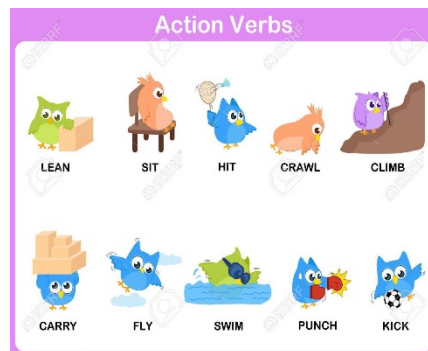 Action Verbs
LEAN SIT HIT CRAWL CLIMB
CARRY FLY SWIM PUNCH KICK